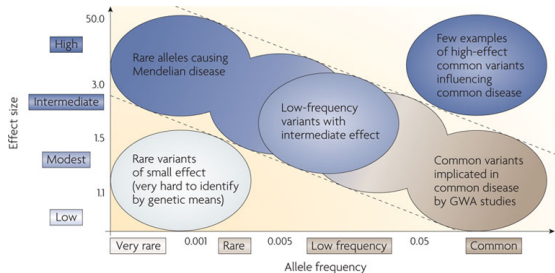 50.0
High
Rare alleles causing
Mendelian disease
Few examples
of high-effect
common variants
influencing
common disease
3.0
Intermediate
Effect size
Low-frequency
variants with
intermediate effect
1.5
Modest
Rare variants
of small effect
(very hard to identify
by genetic means)
Common variants
implicated in
common disease
by GWA studies
1.1
Low
Very rare
0.001
Rare
0.005
Low frequency
0.05
Common
Allele frequency